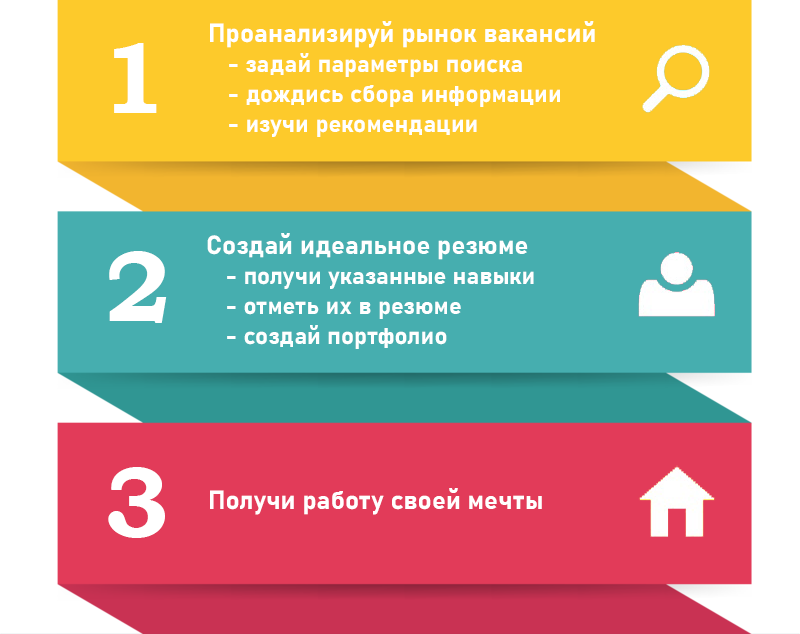 1
Проанализируй рынок вакансий
- задай параметры поиска
- дождись сбора информации
- изучи рекомендации
2
Создай идеальное резюме
- получи указанные навыки
- отметь их в резюме
- создай портфолио
3
Получи работу своей мечты